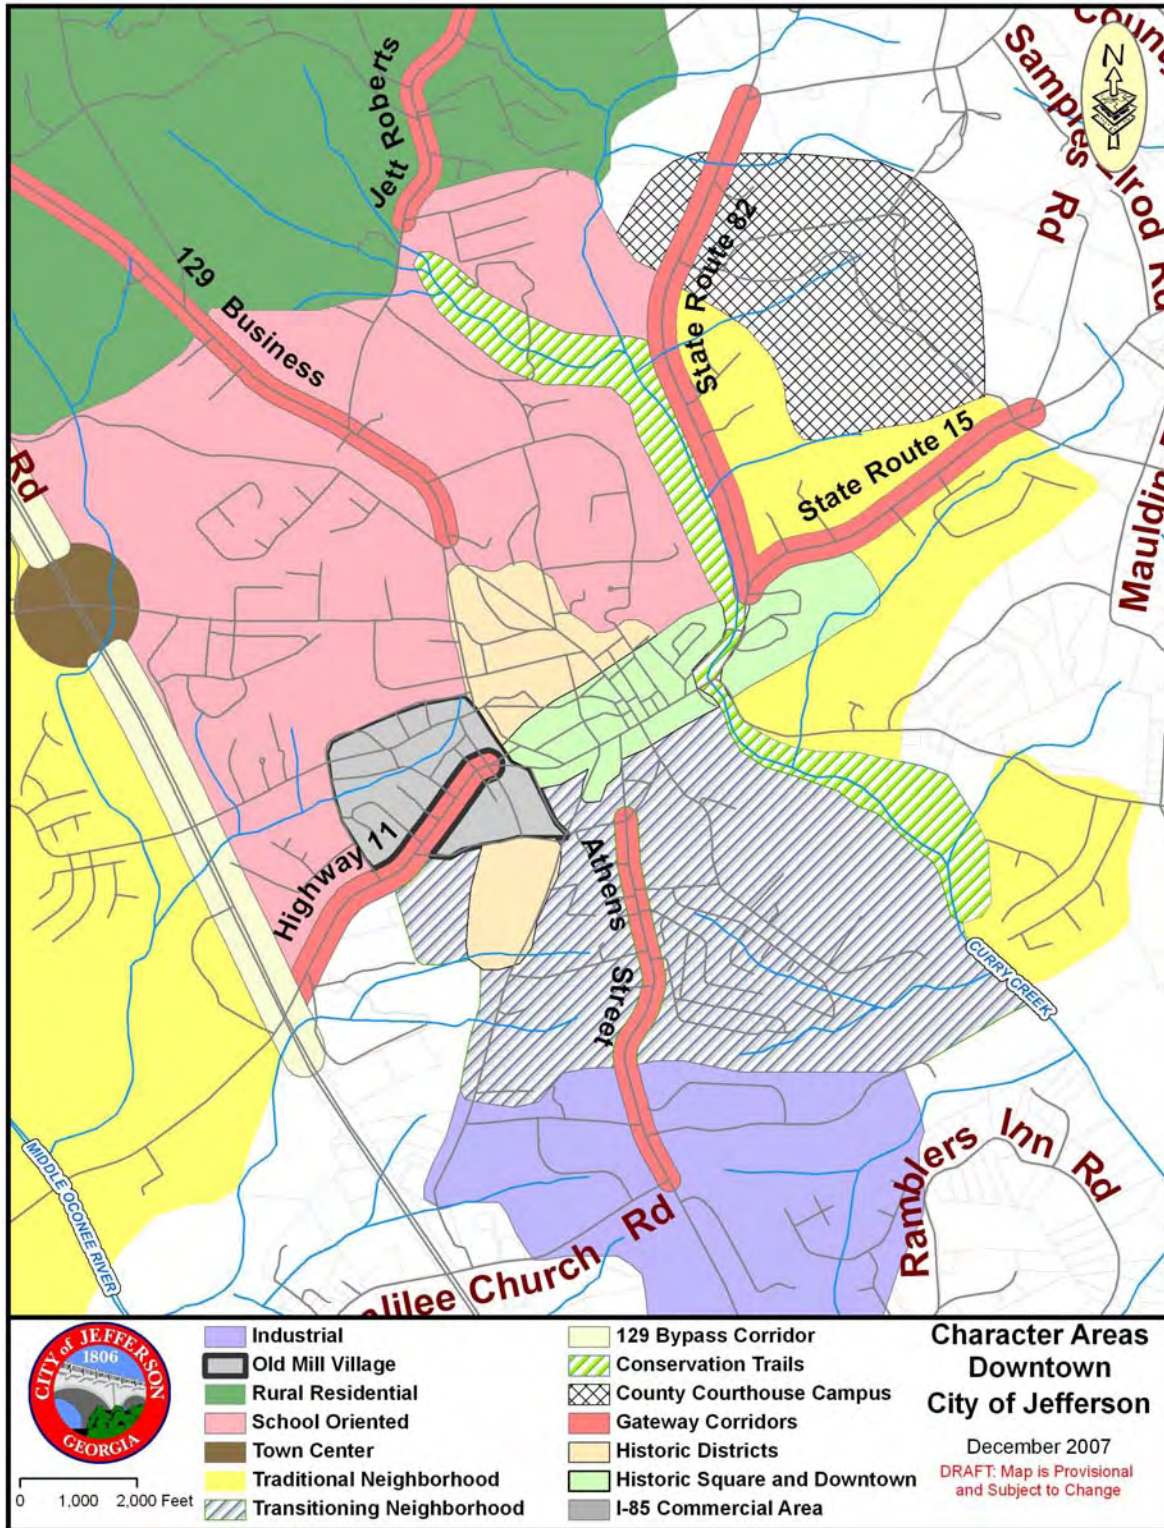 County
Samples
Elrod
Rd
Rd
N
Jett Roberts
129 Business
State Route 82
State Route 15
Rd
Highway 11
Athens Street
CURRY CREEK
MIDDLE OCONEE RIVER
Ramblers Inn Rd
alilee Church Rd
CITY of JEFFERSON
1806
GEORGIA
0 1,000 2,000 Feet
Industrial
Old Mill Village
Rural Residential
School Oriented
Town Center
Traditional Neighborhood
Transitioning Neighborhood
129 Bypass Corridor
Conservation Trails
County Courthouse Campus
Gateway Corridors
Historic Districts
Historic Square and Downtown
I-85 Commercial Area
Character Areas
Downtown
City of Jefferson
December 2007
DRAFT: Map is Provisional
and Subject to Change